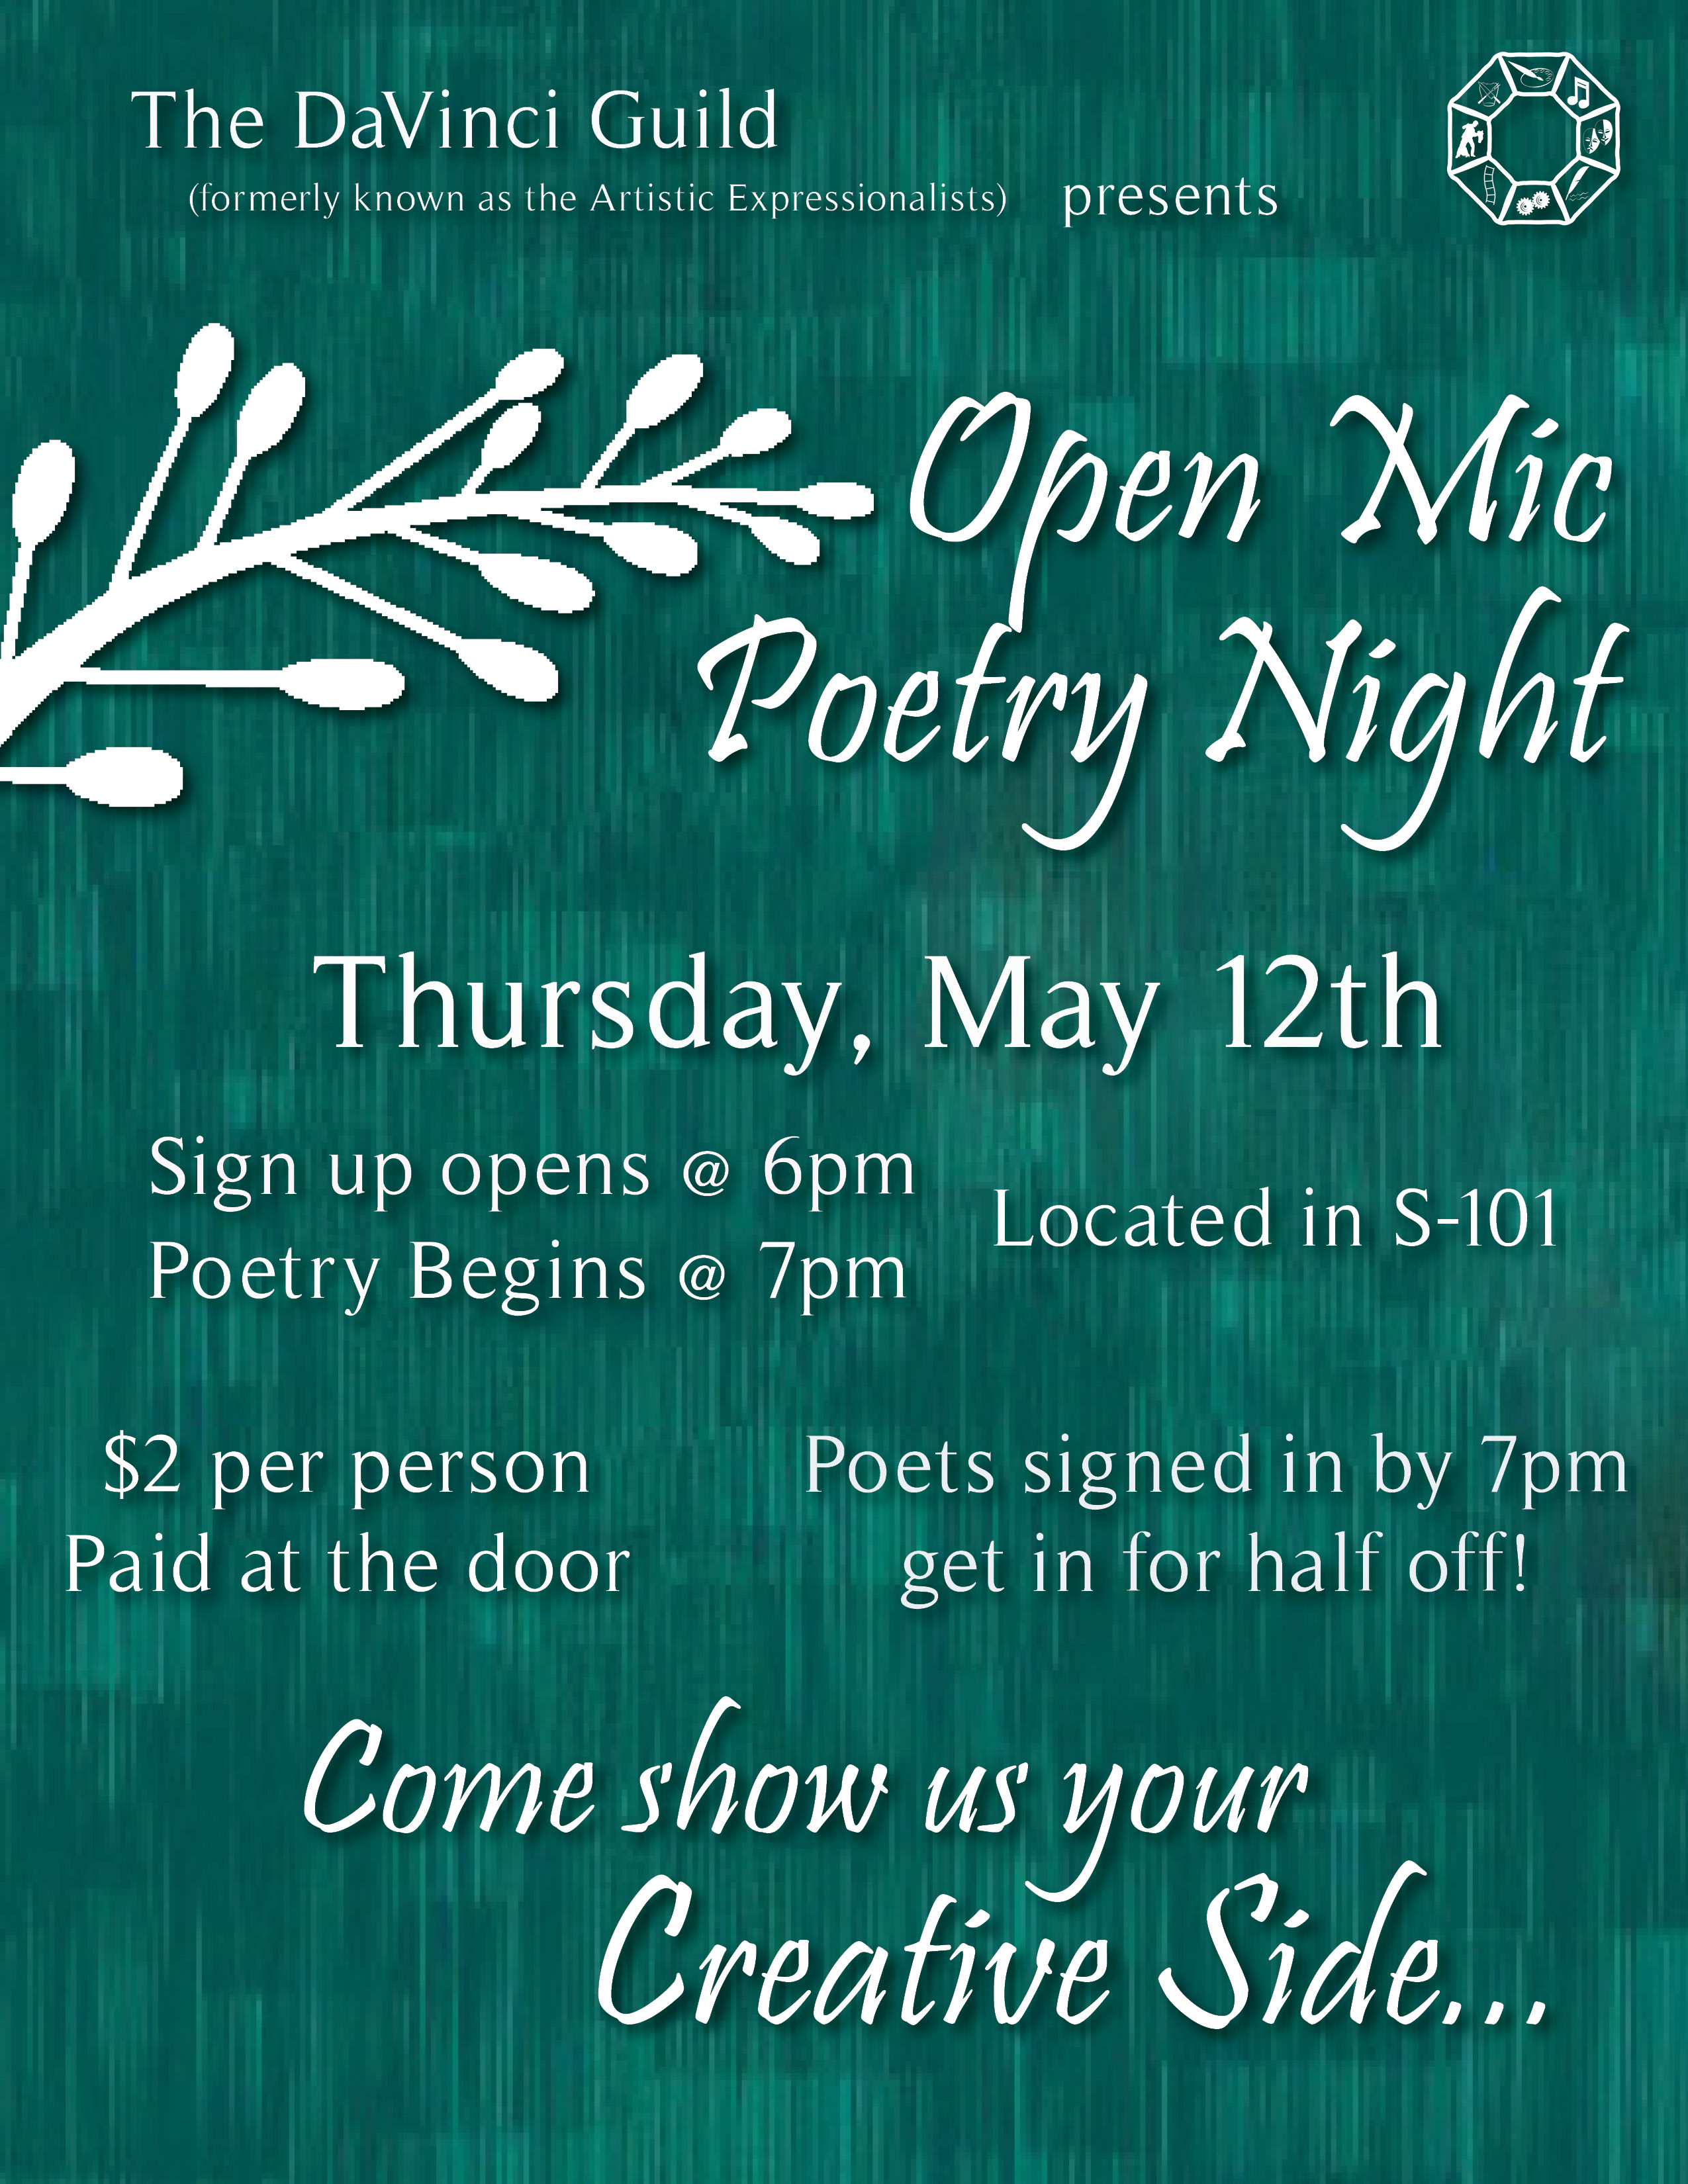 The DaVinci Guild
(formerly known as the Artistic Expressionalists) presents
Open Mic
Poetry Night
Thursday, May 12th
Sign up opens @ 6pm
Poetry Begins @ 7pm
Located in S-101
$2 per person
Paid at the door
Poets signed in by 7pm
get in for half off!
Come show us your
Creative Side...